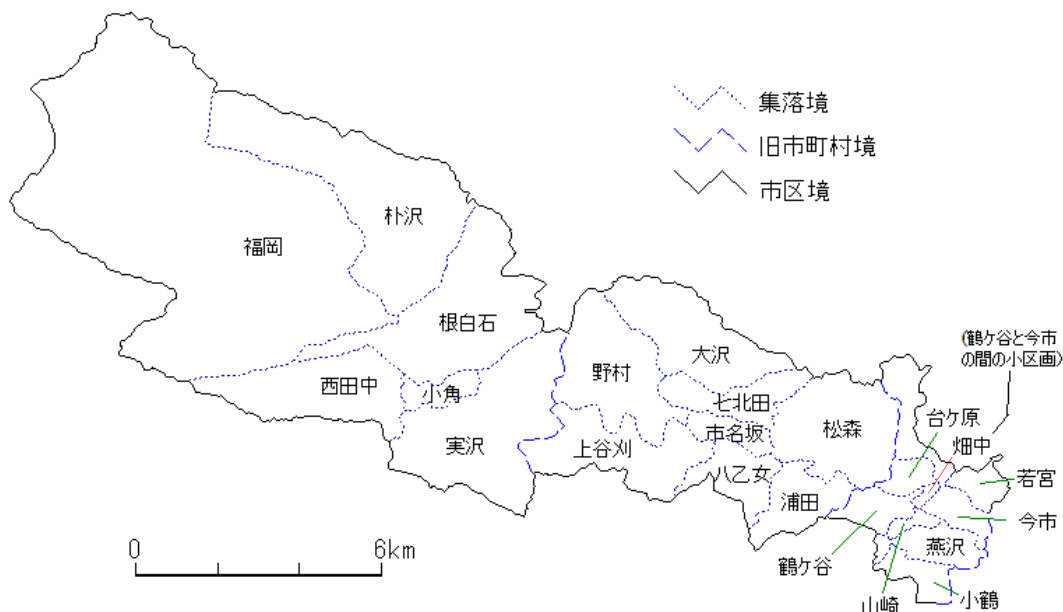 集落境
旧市町村境
市区境
朴沢
福岡
根白石
西田中
小角
実沢
野村
大沢
七北田
市名坂
上谷刈
八乙女
浦田
松森
(鶴ケ谷と今市
の間の小区画)
台ケ原
畑中
若宮
今市
燕沢
鶴ケ谷
山崎
小鶴
0
6km